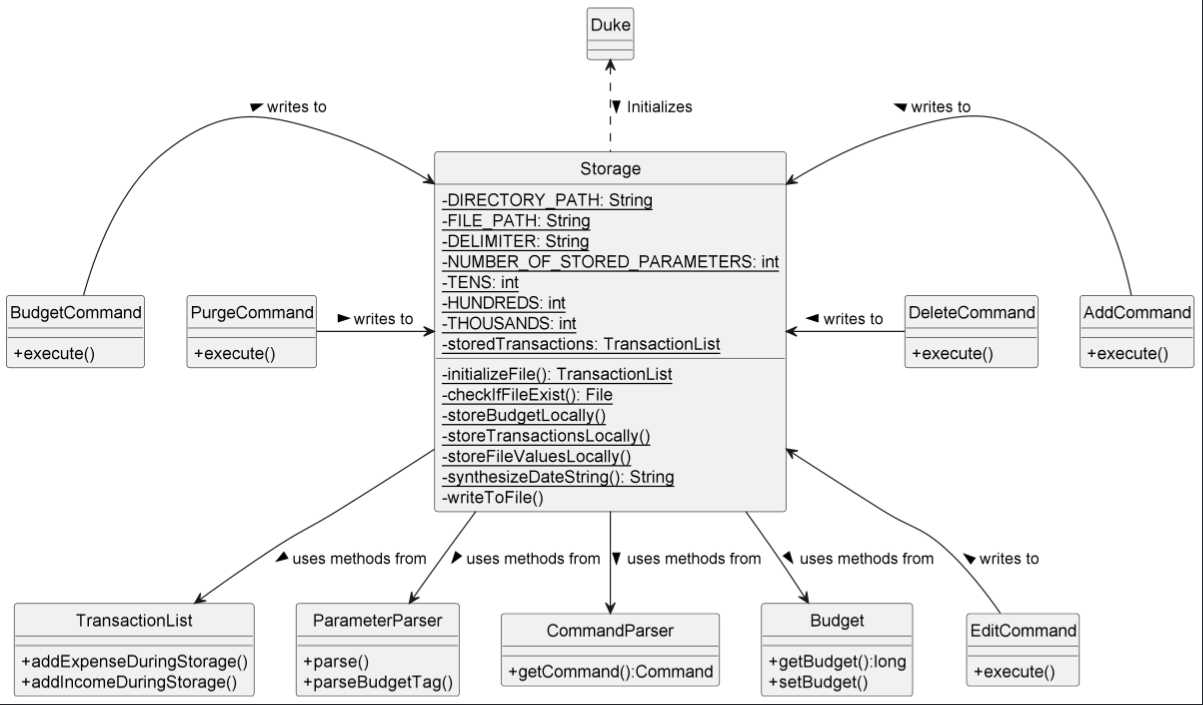 Duke
Initializes
writes to
writes to
Storage
-DIRECTORY_PATH: String
-FILE_PATH: String
-DELIMITER: String
-NUMBER_OF_STORED_PARAMETERS: int
-TENS: int
-HUNDREDS: int
-THOUSANDS: int
-storedTransactions: TransactionList
-initializeFile(): TransactionList
-checkIfFileExist(): File
-storeBudgetLocally()
-storeTransactionsLocally()
-storeFileValuesLocally()
-synthesizeDateString(): String
-writeToFile()
BudgetCommand
+execute()
PurgeCommand
+execute()
writes to
writes to
DeleteCommand
+execute()
AddCommand
+execute()
uses methods from
uses methods from
uses methods from
uses methods from
writes to
TransactionList
+addExpenseDuringStorage()
+addIncomeDuringStorage()
ParameterParser
+parse()
+parseBudgetTag()
CommandParser
+getCommand():Command
Budget
+getBudget():long
+setBudget()
EditCommand
+execute()